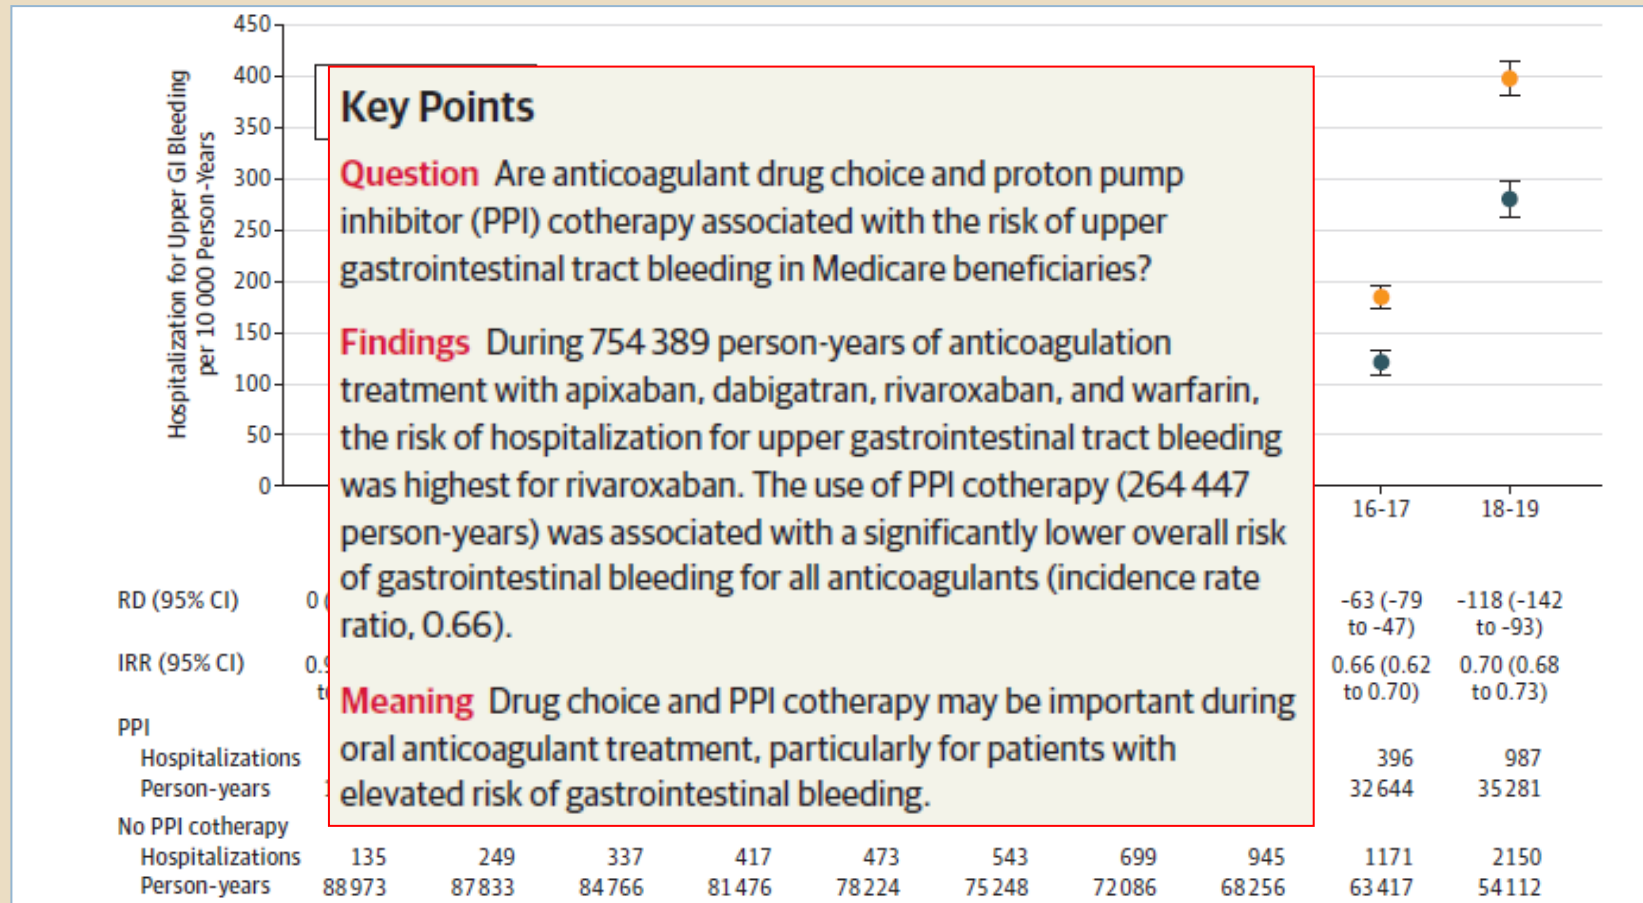 450
400
350
300
250
200
150
100
50
0
Hospitalization for Upper GI Bleeding
per 10 000 Person-Years
Key Points
Question Are anticoagulant drug choice and proton pump
inhibitor (PPI) cotherapy associated with the risk of upper
gastrointestinal tract bleeding in Medicare beneficiaries?
Findings During 754 389 person-years of anticoagulation
treatment with apixaban, dabigatran, rivaroxaban, and warfarin,
the risk of hospitalization for upper gastrointestinal tract bleeding
was highest for rivaroxaban. The use of PPI cotherapy (264 447
person-years) was associated with a significantly lower overall risk
of gastrointestinal bleeding for all anticoagulants (incidence rate
ratio, 0.66).
Meaning Drug choice and PPI cotherapy may be important during
oral anticoagulant treatment, particularly for patients with
elevated risk of gastrointestinal bleeding.
16-17 18-19
RD (95% CI) 0 -63 (-79 -118 (-142
to -47) to -93)
IRR (95% CI) 0.66 (0.62 0.70 (0.68
to 0.70) to 0.73)
PPI
Hospitalizations 396 987
Person-years 32 644 35 281
No PPI cotherapy
Hospitalizations 135 249 337 417 473 543 699 945 1171 2150
Person-years 88 973 87 833 84 766 81 476 78 224 75 248 72 086 68 256 63 417 54 112